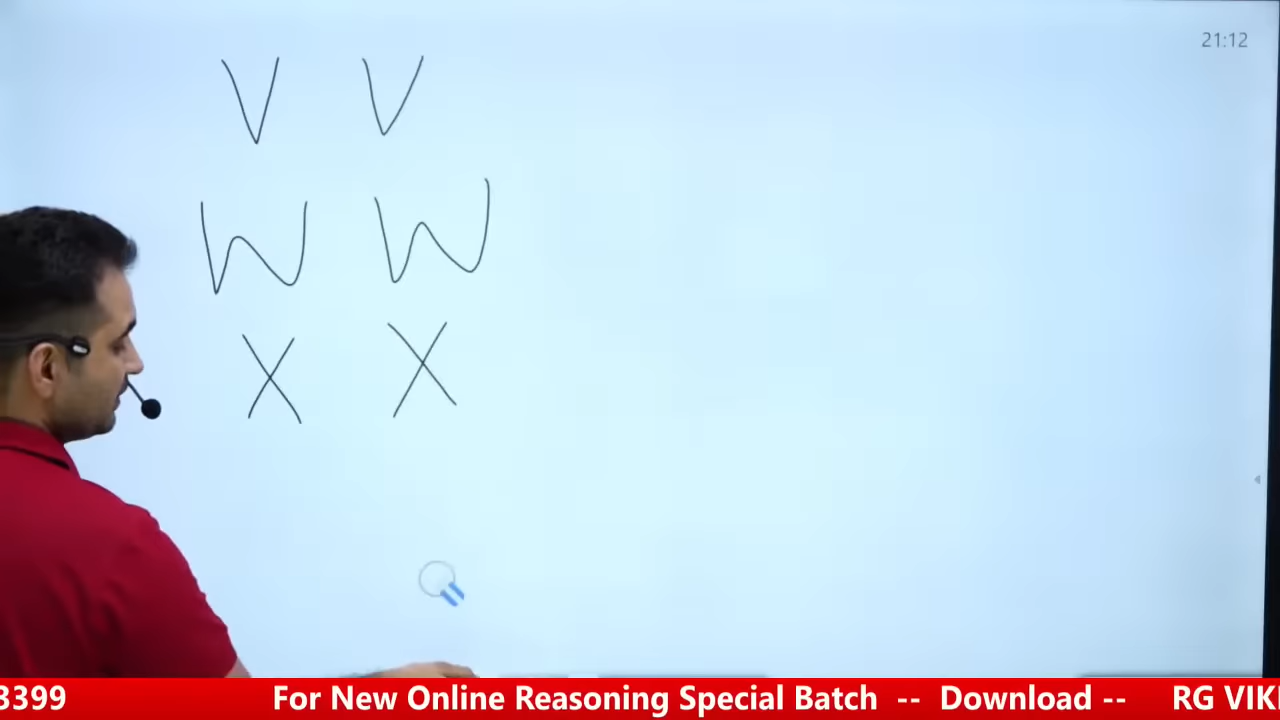 21:12
V V
W W
X X
3399 For New Online Reasoning Special Batch -- Download -- RG VIK